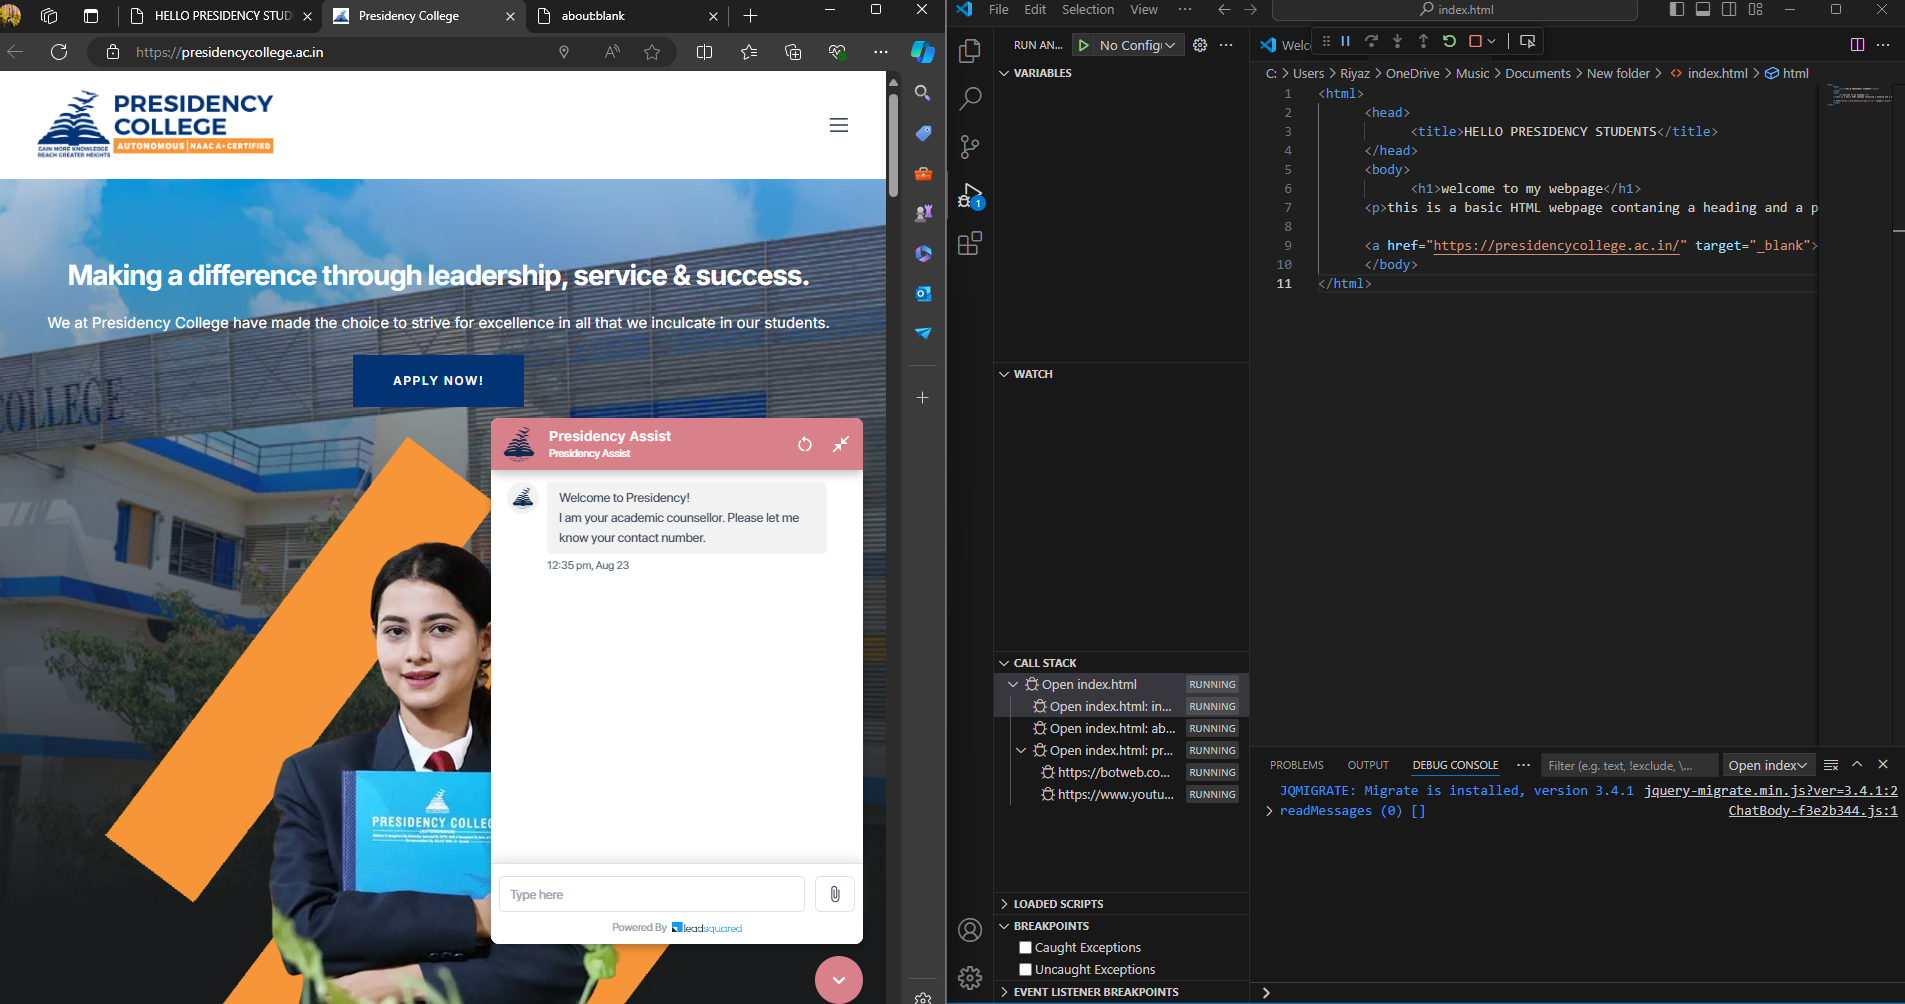 HELLO PRESIDENCY STUD
Presidency College
about:blank
https://presidencycollege.ac.in
PRESIDENCY
COLLEGE
AUTONOMOUS | NAAC A+ CERTIFIED
GAIN MORE KNOWLEDGE
REACH GREATER HEIGHTS
Making a difference through leadership, service & success.
We at Presidency College have made the choice to strive for excellence in all that we inculcate in our students.
APPLY NOW!
COLLEGE
Presidency Assist
Presidency Assist
Welcome to Presidency!
I am your academic counsellor. Please let me
know your contact number.
12:35 pm, Aug 23
PRESIDENCY COLLEG
(AUTONOMOUS)
Type here
Powered By leadsquared
File Edit Selection View ···
index.html
RUN AN... No Config ···
VARIABLES
WATCH
CALL STACK
Open index.html RUNNING
Open index.html: in... RUNNING
Open index.html: ab... RUNNING
Open index.html: pr... RUNNING
https://botweb.co... RUNNING
https://www.youtu... RUNNING
LOADED SCRIPTS
BREAKPOINTS
Caught Exceptions
Uncaught Exceptions
EVENT LISTENER BREAKPOINTS
1
Welc
C: > Users > Riyaz > OneDrive > Music > Documents > New folder > index.html > html
1 <html>
2 <head>
3 <title>HELLO PRESIDENCY STUDENTS</title>
4 </head>
5 <body>
6 <h1>welcome to my webpage</h1>
7 <p>this is a basic HTML webpage contaning a heading and a p
8
9 <a href="https://presidencycollege.ac.in/" target="_blank">
10 </body>
11 </html>
PROBLEMS OUTPUT DEBUG CONSOLE ··· Filter (e.g. text, !exclude, \... Open index
JQMIGRATE: Migrate is installed, version 3.4.1 jquery-migrate.min.js?ver=3.4.1:2
> readMessages (0) [] ChatBody-f3e2b344.js:1
>